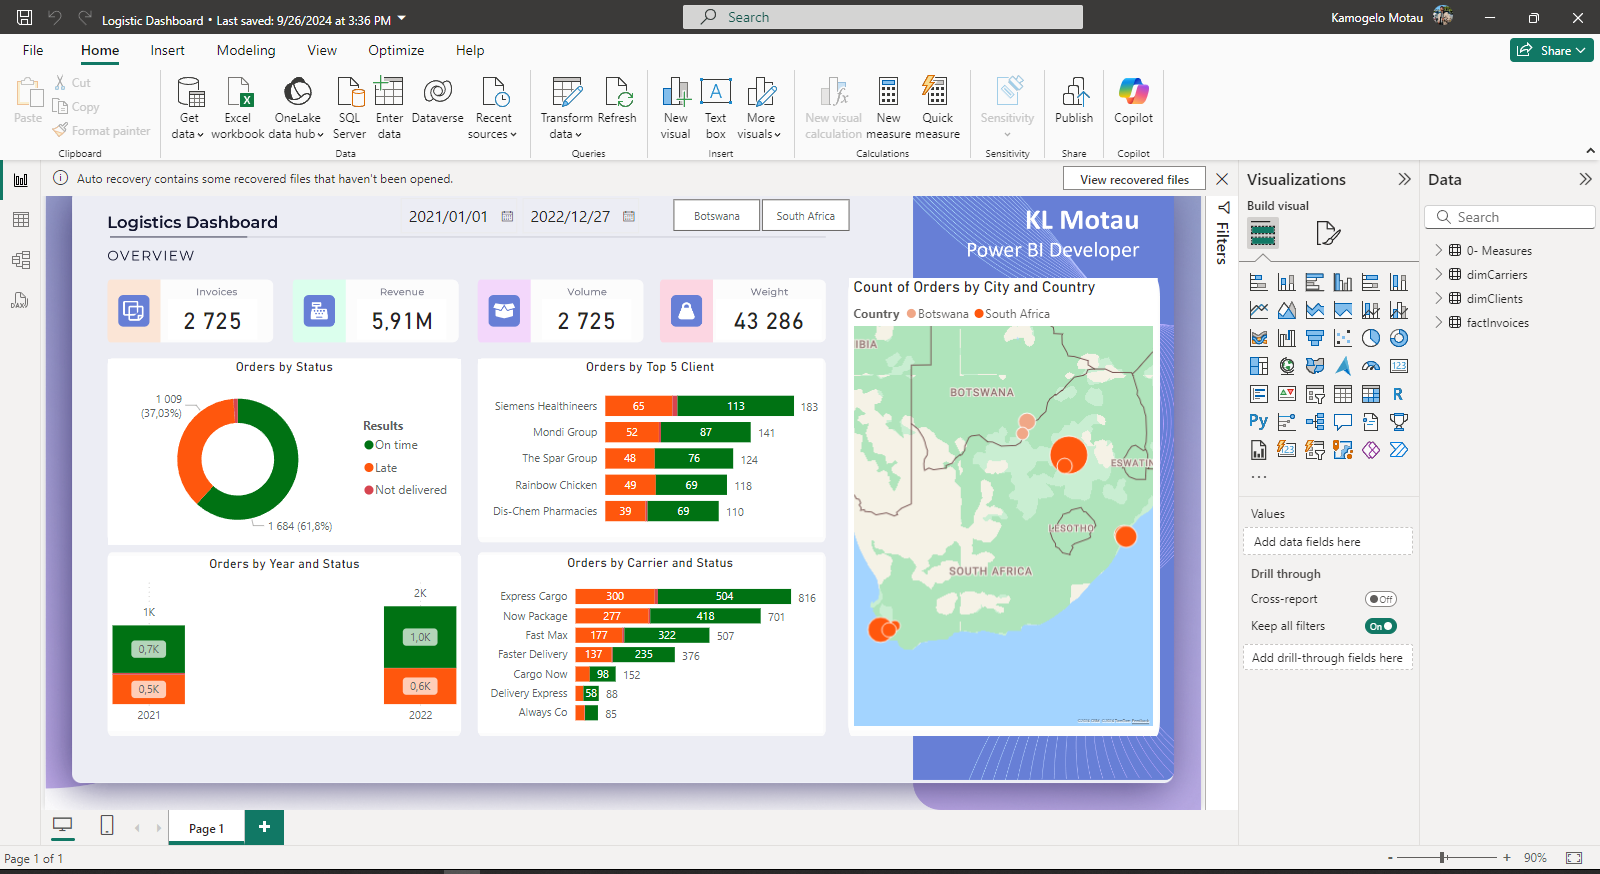 Logistic Dashboard • Last saved: 9/26/2024 at 3:36 PM
Search
Kamogelo Motau
File
Home
Insert
Modeling
View
Optimize
Help
Share
Paste
Cut
Copy
Format painter
Clipboard
Get data
Excel workbook
OneLake data hub
SQL Server
Enter data
Dataverse
Recent sources
Data
Transform data
Refresh
Queries
New visual
Text box
More visuals
Insert
New visual calculation
New measure
Quick measure
Calculations
Sensitivity
Sensitivity
Publish
Share
Copilot
Copilot
Auto recovery contains some recovered files that haven't been opened.
View recovered files
Logistics Dashboard
OVERVIEW
2021/01/01
2022/12/27
Botswana
South Africa
KL Motau
Power BI Developer
Invoices
2 725
Revenue
5,91M
Volume
2 725
Weight
43 286
Orders by Status
1 009
(37,03%)
1 684 (61,8%)
Results
On time
Late
Not delivered
Orders by Top 5 Client
Siemens Healthineers 65 113 183
Mondi Group 52 87 141
The Spar Group 48 76 124
Rainbow Chicken 49 69 118
Dis-Chem Pharmacies 39 69 110
Orders by Year and Status
1K
0,7K
0,5K
2021
2K
1,0K
0,6K
2022
Orders by Carrier and Status
Express Cargo 300 504 816
Now Package 277 418 701
Fast Max 177 322 507
Faster Delivery 137 235 376
Cargo Now 98 152
Delivery Express 58 88
Always Co 85
Count of Orders by City and Country
Country Botswana South Africa
IBIA
BOTSWANA
ESWATIN
LESOTHO
SOUTH AFRICA
Filters
Visualizations
Build visual
R
Py
123
123
...
Values
Add data fields here
Drill through
Cross-report
Off
Keep all filters
On
Add drill-through fields here
Data
Search
0- Measures
dimCarriers
dimClients
factInvoices
DAX
Page 1
+
Page 1 of 1
- + 90%